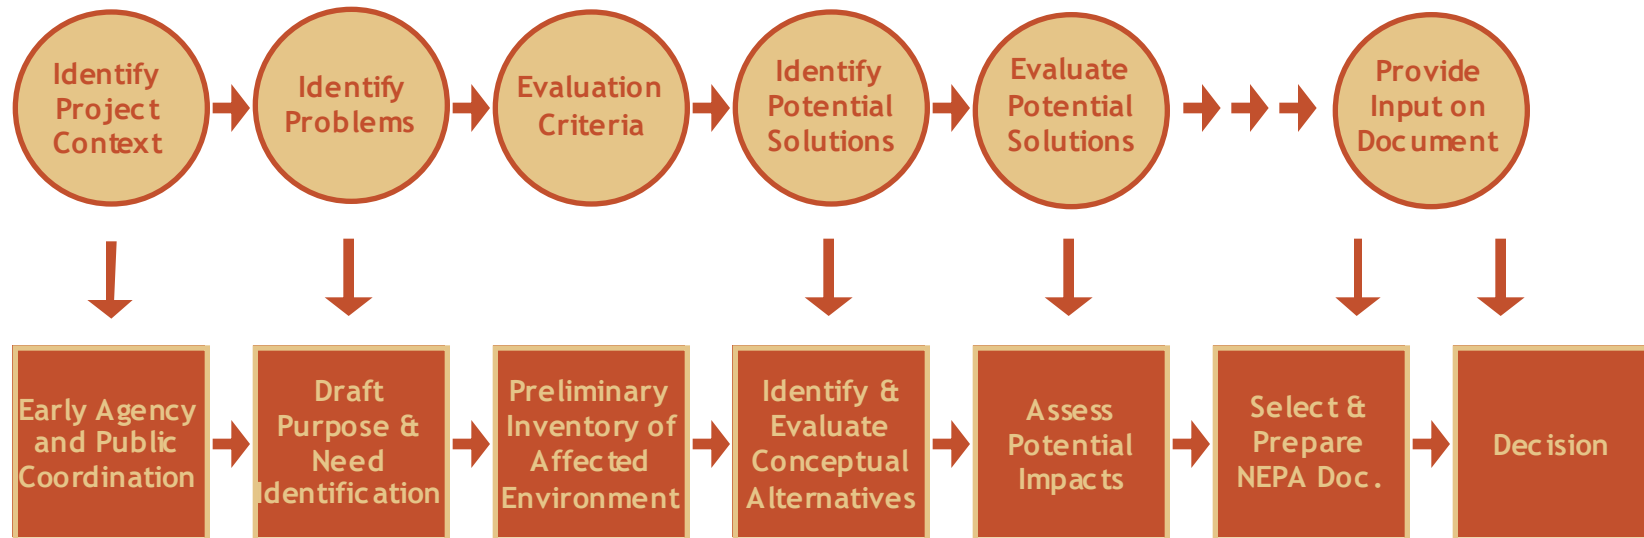 Identify
Project
Context
Identify
Problems
Evaluation
Criteria
Identify
Potential
Solutions
Evaluate
Potential
Solutions
Provide
Input on
Document
Early Agency
and Public
Coordination
Draft
Purpose &
Need
Identification
Preliminary
Inventory of
Affected
Environment
Identify &
Evaluate
Conceptual
Alternatives
Assess
Potential
Impacts
Select &
Prepare
NEPA Doc.
Decision